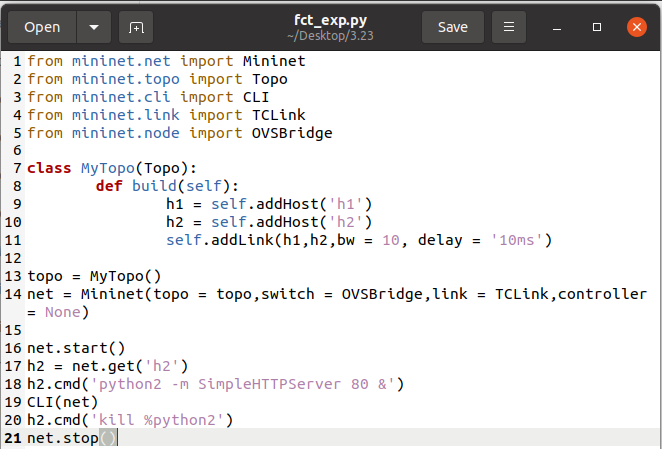 Open
fct_exp.py
~/Desktop/3.23
Save
1 from mininet.net import Mininet
2 from mininet.topo import Topo
3 from mininet.cli import CLI
4 from mininet.link import TCLink
5 from mininet.node import OVSBridge
6
7 class MyTopo(Topo):
8         def build(self):
9                 h1 = self.addHost('h1')
10                 h2 = self.addHost('h2')
11                 self.addLink(h1,h2,bw = 10, delay = '10ms')
12
13 topo = MyTopo()
14 net = Mininet(topo = topo,switch = OVSBridge,link = TCLink,controller
= None)
15
16 net.start()
17 h2 = net.get('h2')
18 h2.cmd('python2 -m SimpleHTTPServer 80 &')
19 CLI(net)
20 h2.cmd('kill %python2')
21 net.stop()